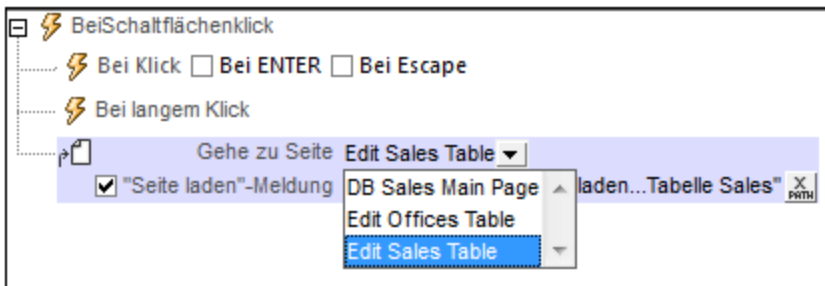 BeiSchaltflächenklick
Bei Klick Bei ENTER Bei Escape
Bei langem Klick
Gehe zu Seite Edit Sales Table
"Seite laden"-Meldung DB Sales Main Page laden...Tabelle Sales" X PATH
Edit Offices Table
Edit Sales Table